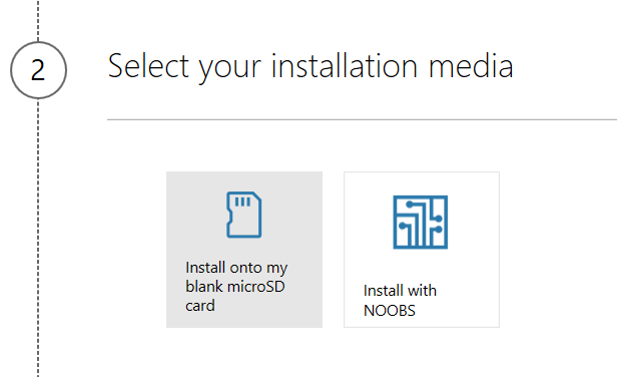 2
Select your installation media
Install onto my
blank microSD
card
Install with
NOOBS